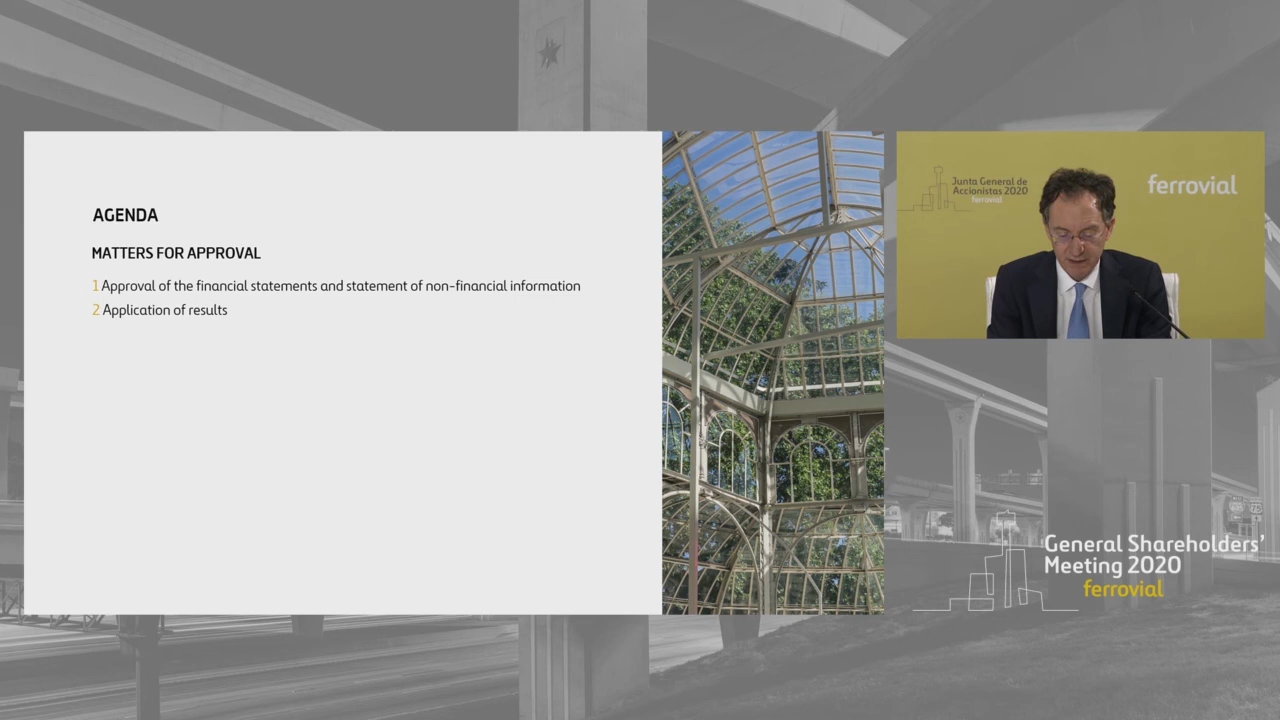 AGENDA
MATTERS FOR APPROVAL
1 Approval of the financial statements and statement of non-financial information
2 Application of results
Junta General de
Accionistas 2020
ferrovial
ferrovial
General Shareholders'
Meeting 2020
ferrovial